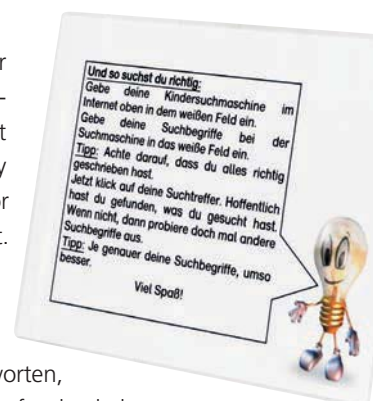 r
-
t
y
or
t.
Und so suchst du richtig:
Gebe deine Kindersuchmaschine im
Internet oben in dem weißen Feld ein.
Gebe deine Suchbegriffe bei der
Suchmaschine in das weiße Feld ein.
Tipp: Achte darauf, dass du alles richtig
geschrieben hast.
Jetzt klick auf deine Suchtreffer. Hoffentlich
hast du gefunden, was du gesucht hast.
Wenn nicht, dann probiere doch mal andere
Suchbegriffe aus.
Tipp: Je genauer deine Suchbegriffe, umso
besser.
Viel Spaß!
vorten,